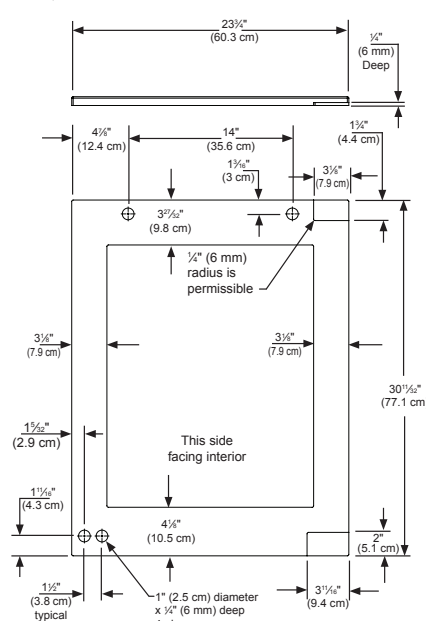 23¾"
(60.3 cm)
¼"
(6 mm)
Deep
4⅞"
(12.4 cm)
14"
(35.6 cm)
1¾"
(4.4 cm)
1³⁄₁₆"
(3 cm)
3⅛"
(7.9 cm)
3²⁷⁄₃₂"
(9.8 cm)
¼" (6 mm)
radius is
permissible
3⅛"
(7.9 cm)
3⅛"
(7.9 cm)
30¹¹⁄₃₂"
(77.1 cm
1⁵⁄₃₂"
(2.9 cm)
This side
facing interior
1¹¹⁄₁₆"
(4.3 cm)
4⅛"
(10.5 cm)
2"
(5.1 cm)
1½"
(3.8 cm)
typical
1" (2.5 cm) diameter
x ¼" (6 mm) deep
3¹¹⁄₁₆"
(9.4 cm)